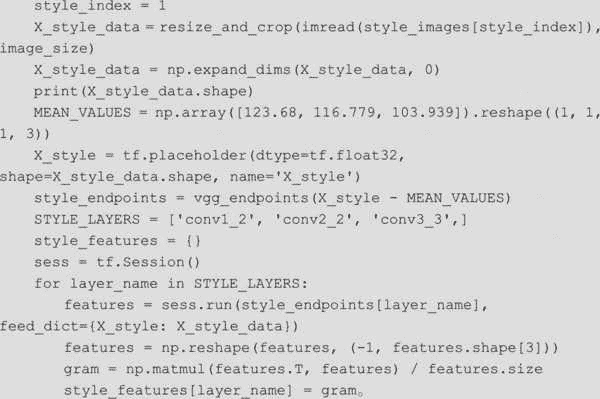 style_index = 1
X_style_data = resize_and_crop(imread(style_images[style_index]),
image_size)
X_style_data = np.expand_dims(X_style_data, 0)
print(X_style_data.shape)
MEAN_VALUES = np.array([123.68, 116.779, 103.939]).reshape((1, 1,
1, 3))
X_style = tf.placeholder(dtype=tf.float32,
shape=X_style_data.shape, name='X_style')
style_endpoints = vgg_endpoints(X_style - MEAN_VALUES)
STYLE_LAYERS = ['conv1_2', 'conv2_2', 'conv3_3',]
style_features = {}
sess = tf.Session()
for layer_name in STYLE_LAYERS:
features = sess.run(style_endpoints[layer_name],
feed_dict={X_style: X_style_data})
features = np.reshape(features, (-1, features.shape[3]))
gram = np.matmul(features.T, features) / features.size
style_features[layer_name] = gram。